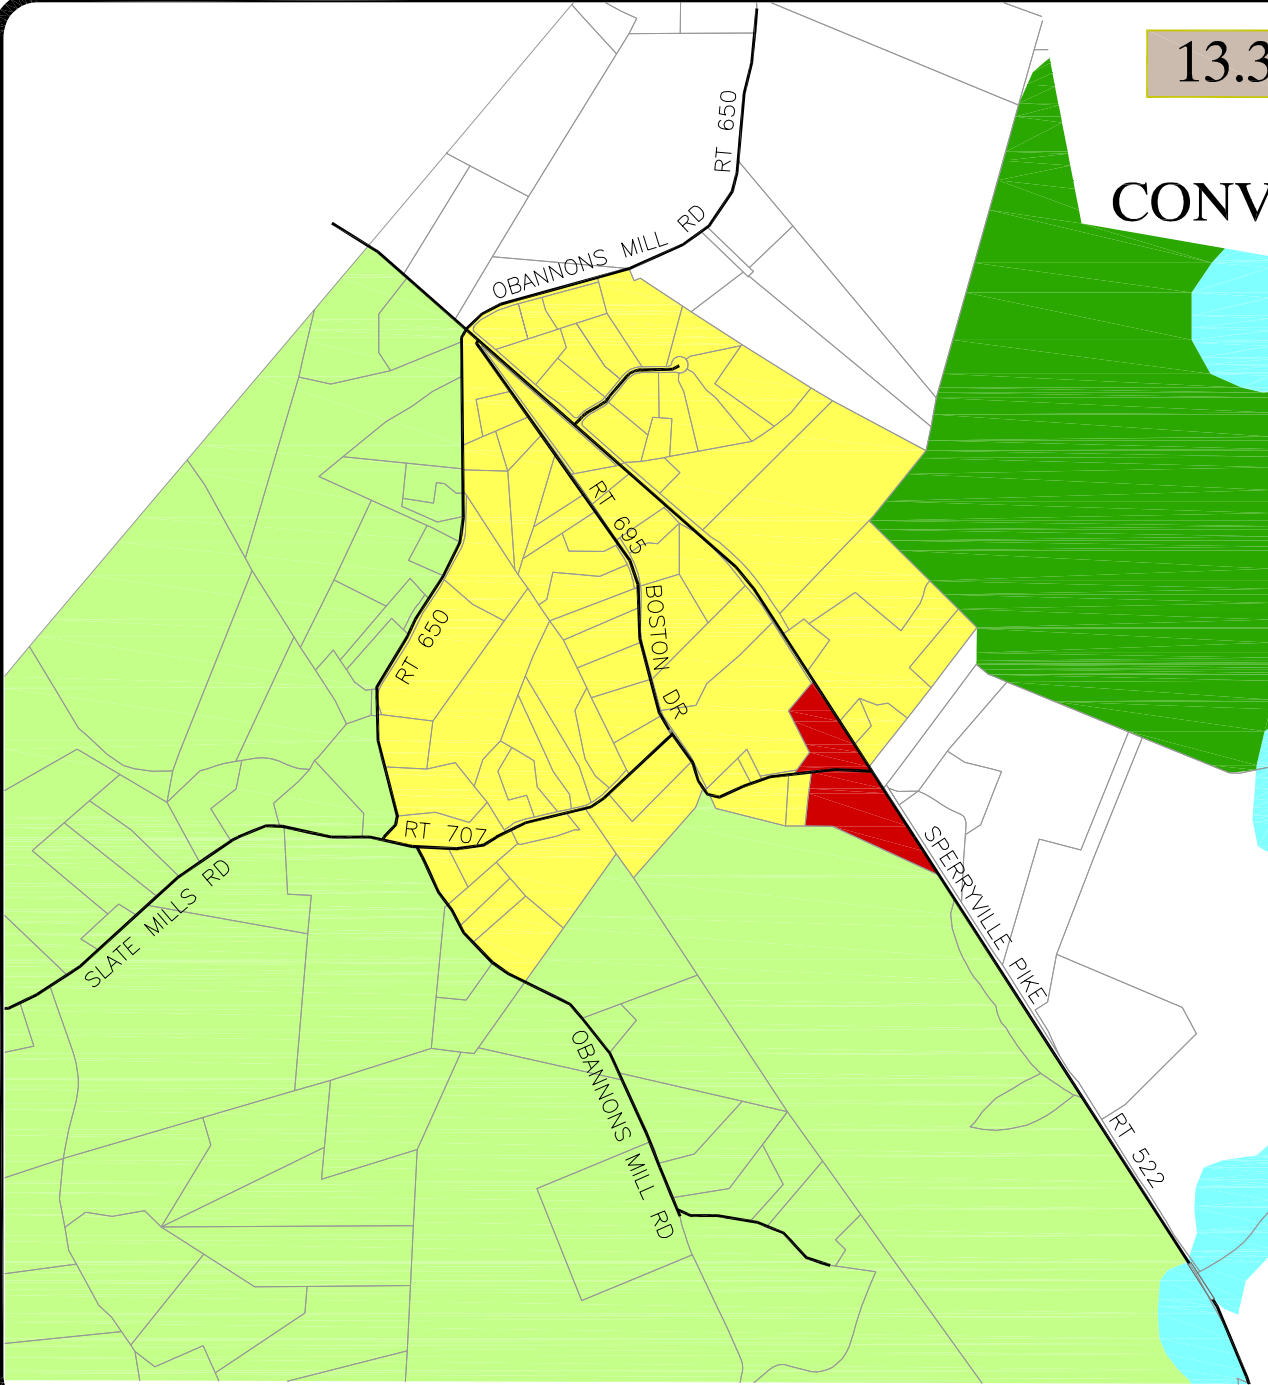 13.3
RT 650
CONV
OBANNONS MILL RD
RT 695
BOSTON DR
RT 650
RT 707
SLATE MILLS RD
SPERRYVILLE PIKE
OBANNONS MILL RD
RT 522